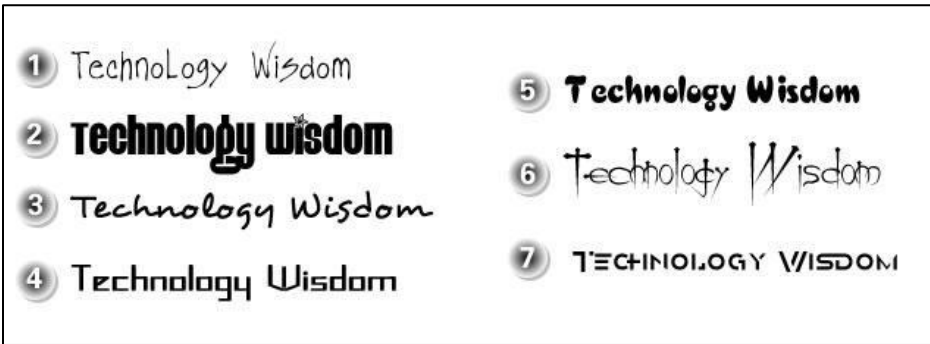 1 Technology Wisdom
2 Technology Wisdom
3 Technology Wisdom
4 Technology Wisdom
5 Technology Wisdom
6 Technology Wisdom
7 TECHNOLOGY WISDOM